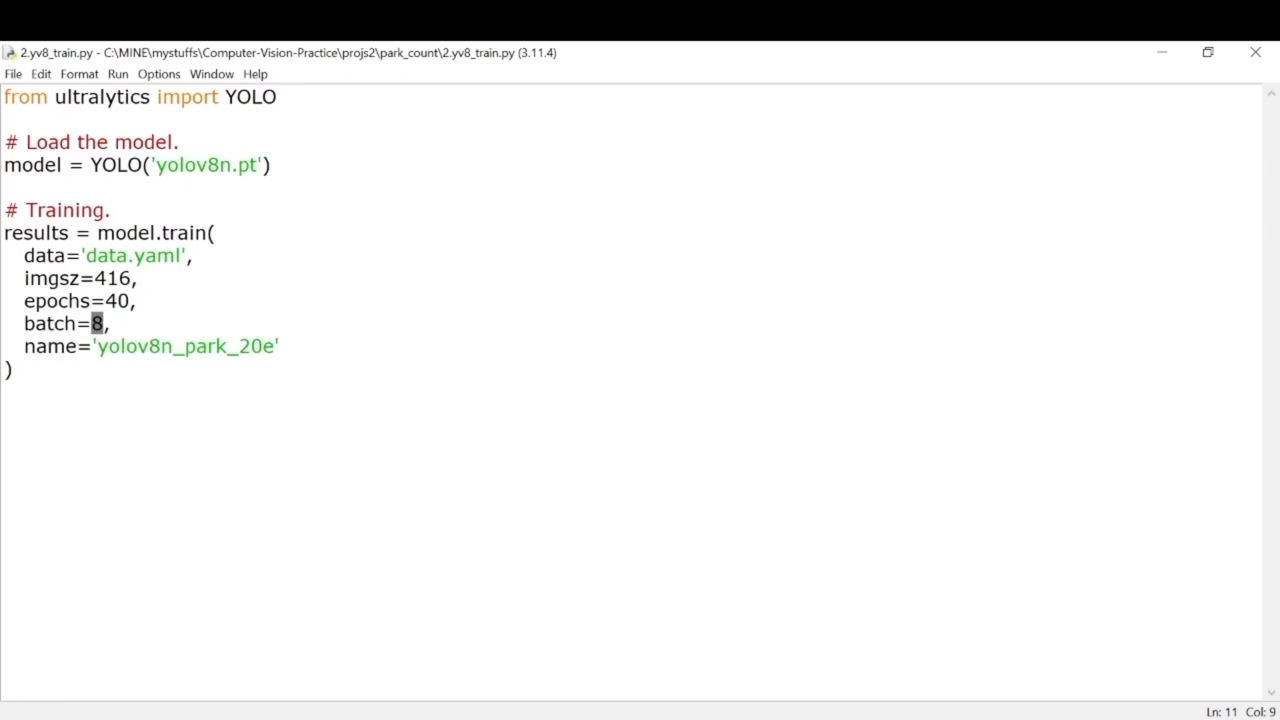 2.yv8_train.py - C:\MINE\mystuffs\Computer-Vision-Practice\projs2\park_count\2.yv8_train.py (3.11.4)
File Edit Format Run Options Window Help
from ultralytics import YOLO
# Load the model.
model = YOLO('yolov8n.pt')
# Training.
results = model.train(
data='data.yaml',
imgsz=416,
epochs=40,
batch=8,
name='yolov8n_park_20e'
)
Ln: 11 Col: 9